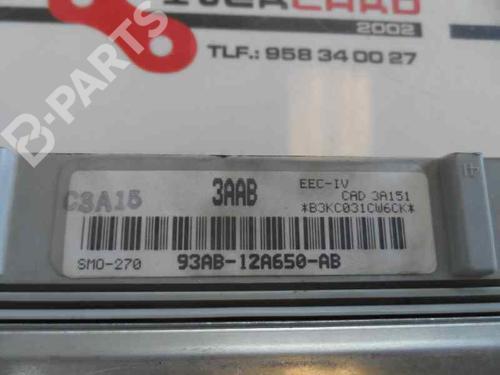 2002
TLF.: 958 34 00 27
B-PARTS
C3A15
3AAB
EEC-IV
CAD 3A151
*B3KC031CW6CK*
SMO-270
93AB-12A650-AB
41